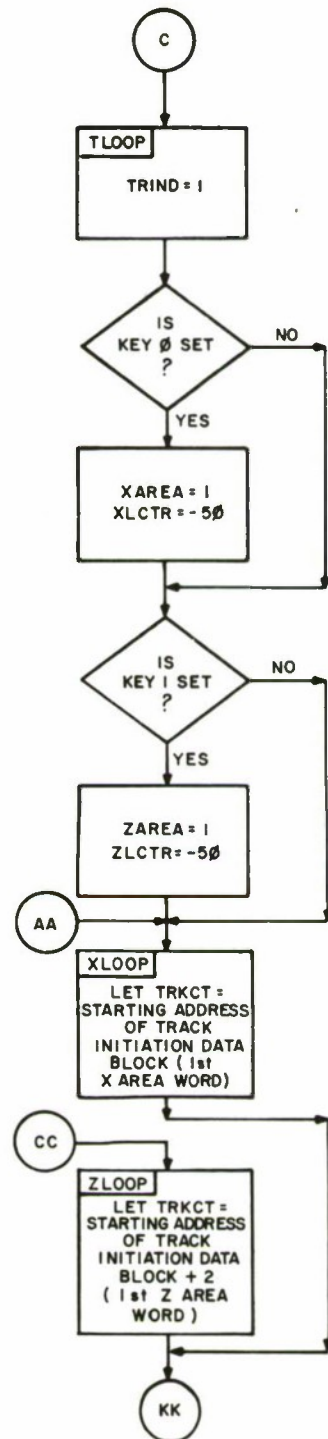 C
TLOOP
TRIND = 1
IS
KEY Ø SET
?
NO
YES
XAREA = 1
XLCTR = -5Ø
IS
KEY 1 SET
?
NO
YES
ZAREA = 1
ZLCTR = -5Ø
AA
XLOOP
LET TRKCT =
STARTING ADDRESS
OF TRACK
INITIATION DATA
BLOCK (1st
X AREA WORD)
CC
ZLOOP
LET TRKCT =
STARTING ADDRESS
OF TRACK
INITIATION DATA
BLOCK + 2
(1st Z AREA
WORD)
KK